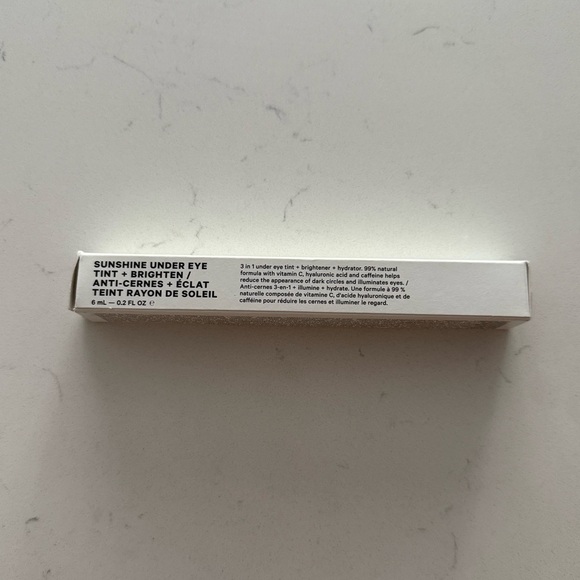 SUNSHINE UNDER EYE
TINT + BRIGHTEN /
ANTI-CERNES + ÉCLAT
TEINT RAYON DE SOLEIL
6 mL — 0.2 FL OZ ℮
3 in 1 under eye tint + brightener + hydrator. 99% natural
formula with vitamin C, hyaluronic acid and caffeine helps
reduce the appearance of dark circles and illuminates eyes. /
Anti-cernes 3-en-1 + illumine + hydrate. Une formule à 99 %
naturelle composée de vitamine C, d'acide hyaluronique et de
caféine pour réduire les cernes et illuminer le regard.